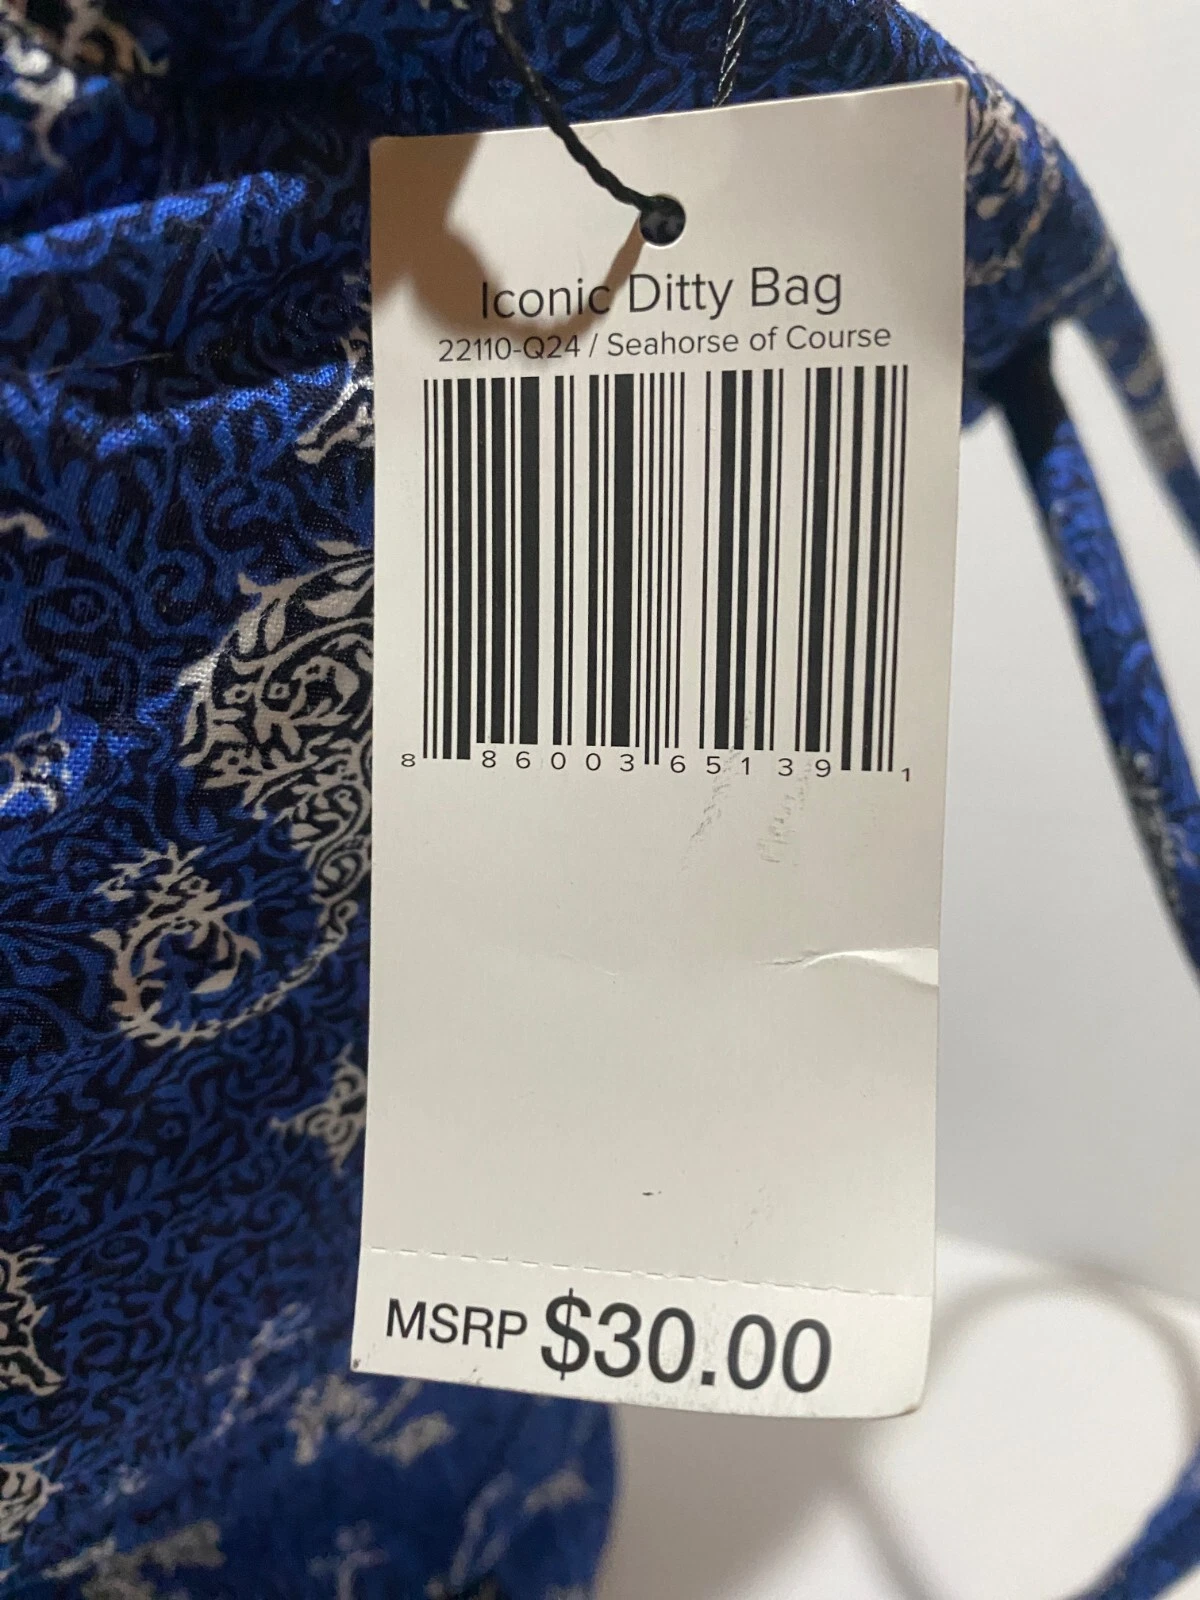 Iconic Ditty Bag
22110-Q24 / Seahorse of Course
8 86003 65139 1
MSRP $30.00